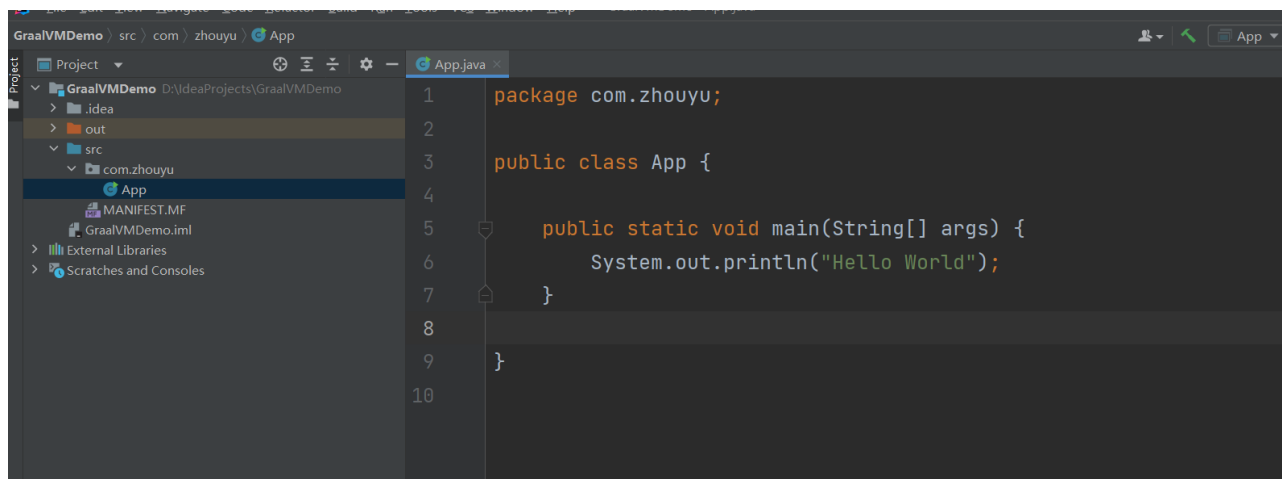 GraalVMDemo > src > com > zhouyu > App
App
Project
Project
App.java
GraalVMDemo D:\IdeaProjects\GraalVMDemo
.idea
out
src
com.zhouyu
App
MANIFEST.MF
GraalVMDemo.iml
External Libraries
Scratches and Consoles
1 package com.zhouyu;
2
3 public class App {
4
5 public static void main(String[] args) {
6 System.out.println("Hello World");
7 }
8
9 }
10